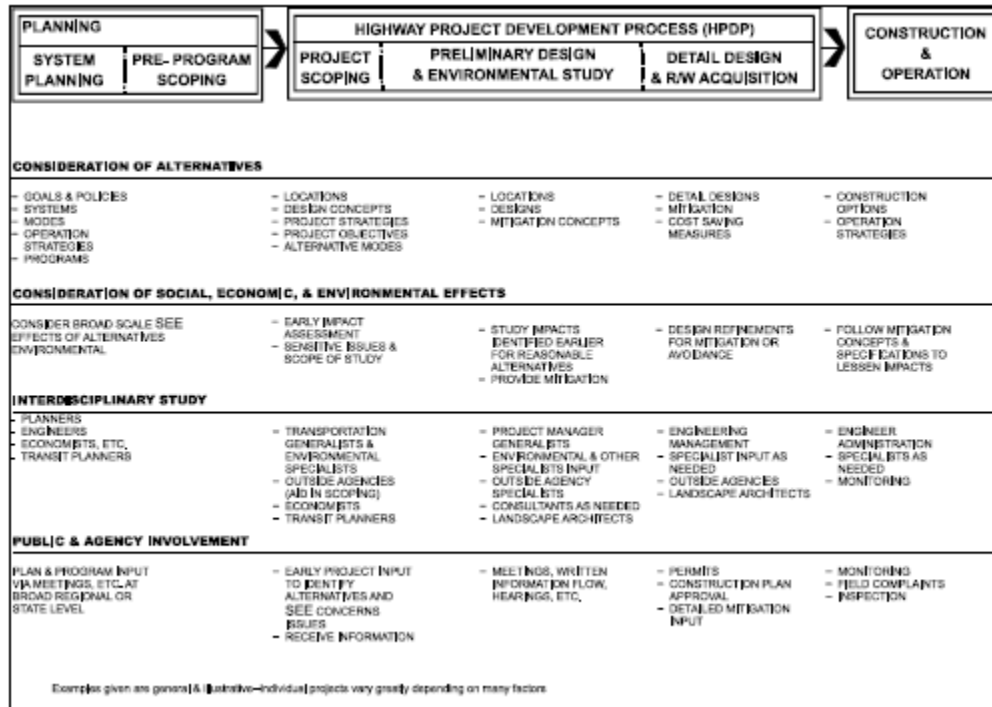 PLANNING
SYSTEM
PLANNING
PRE-PROGRAM
SCOPING
HIGHWAY PROJECT DEVELOPMENT PROCESS (HPDP)
PROJECT
SCOPING
PRELIMINARY DESIGN
& ENVIRONMENTAL STUDY
DETAIL DESIGN
& R/W ACQUISITION
CONSTRUCTION
&
OPERATION
CONSIDERATION OF ALTERNATIVES
- GOALS & POLICIES
- SYSTEMS
- MODES
- OPERATION
STRATEGIES
- PROGRAMS
- LOCATIONS
- DESIGN CONCEPTS
- PROJECT STRATEGIES
- PROJECT OBJECTIVES
- ALTERNATIVE MODES
- LOCATIONS
- DESIGNS
- MITIGATION CONCEPTS
- DETAIL DESIGNS
- MITIGATION
- COST SAVING
MEASURES
- CONSTRUCTION
OPTIONS
- OPERATION
STRATEGIES
CONSIDERATION OF SOCIAL, ECONOMIC, & ENVIRONMENTAL EFFECTS
CONSIDER BROAD SCALE SEE
EFFECTS OF ALTERNATIVES
ENVIRONMENTAL
- EARLY IMPACT
ASSESSMENT
- SENSITIVE ISSUES &
SCOPE OF STUDY
- STUDY IMPACTS
IDENTIFIED EARLIER
FOR REASONABLE
ALTERNATIVES
- PROVIDE MITIGATION
- DESIGN REFINEMENTS
FOR MITIGATION OR
AVOIDANCE
- FOLLOW MITIGATION
CONCEPTS &
SPECIFICATIONS TO
LESSEN IMPACTS
INTERDISCIPLINARY STUDY
- PLANNERS
- ENGINEERS
- ECONOMISTS, ETC.
- TRANSIT PLANNERS
- TRANSPORTATION
GENERALISTS &
ENVIRONMENTAL
SPECIALISTS
- OUTSIDE AGENCIES
(AID IN SCOPING)
- ECONOMISTS
- TRANSIT PLANNERS
- PROJECT MANAGER
GENERALISTS
- ENVIRONMENTAL & OTHER
SPECIALISTS INPUT
- OUTSIDE AGENCY
SPECIALISTS
- CONSULTANTS AS NEEDED
- LANDSCAPE ARCHITECTS
- ENGINEERING
MANAGEMENT
- SPECIALIST INPUT AS
NEEDED
- OUTSIDE AGENCIES
- LANDSCAPE ARCHITECTS
- ENGINEER
ADMINISTRATION
- SPECIALISTS AS
NEEDED
- MONITORING
PUBLIC & AGENCY INVOLVEMENT
PLAN & PROGRAM INPUT
VIA MEETINGS, ETC. AT
BROAD REGIONAL OR
STATE LEVEL
- EARLY PROJECT INPUT
TO IDENTIFY
ALTERNATIVES AND
SEE CONCERNS
ISSUES
- RECEIVE INFORMATION
- MEETINGS, WRITTEN
INFORMATION FLOW,
HEARINGS, ETC.
- PERMITS
- CONSTRUCTION PLAN
APPROVAL
- DETAILED MITIGATION
INPUT
- MONITORING
- FIELD COMPLAINTS
- INSPECTION
Examples given are general & illustrative--individual projects vary greatly depending on many factors